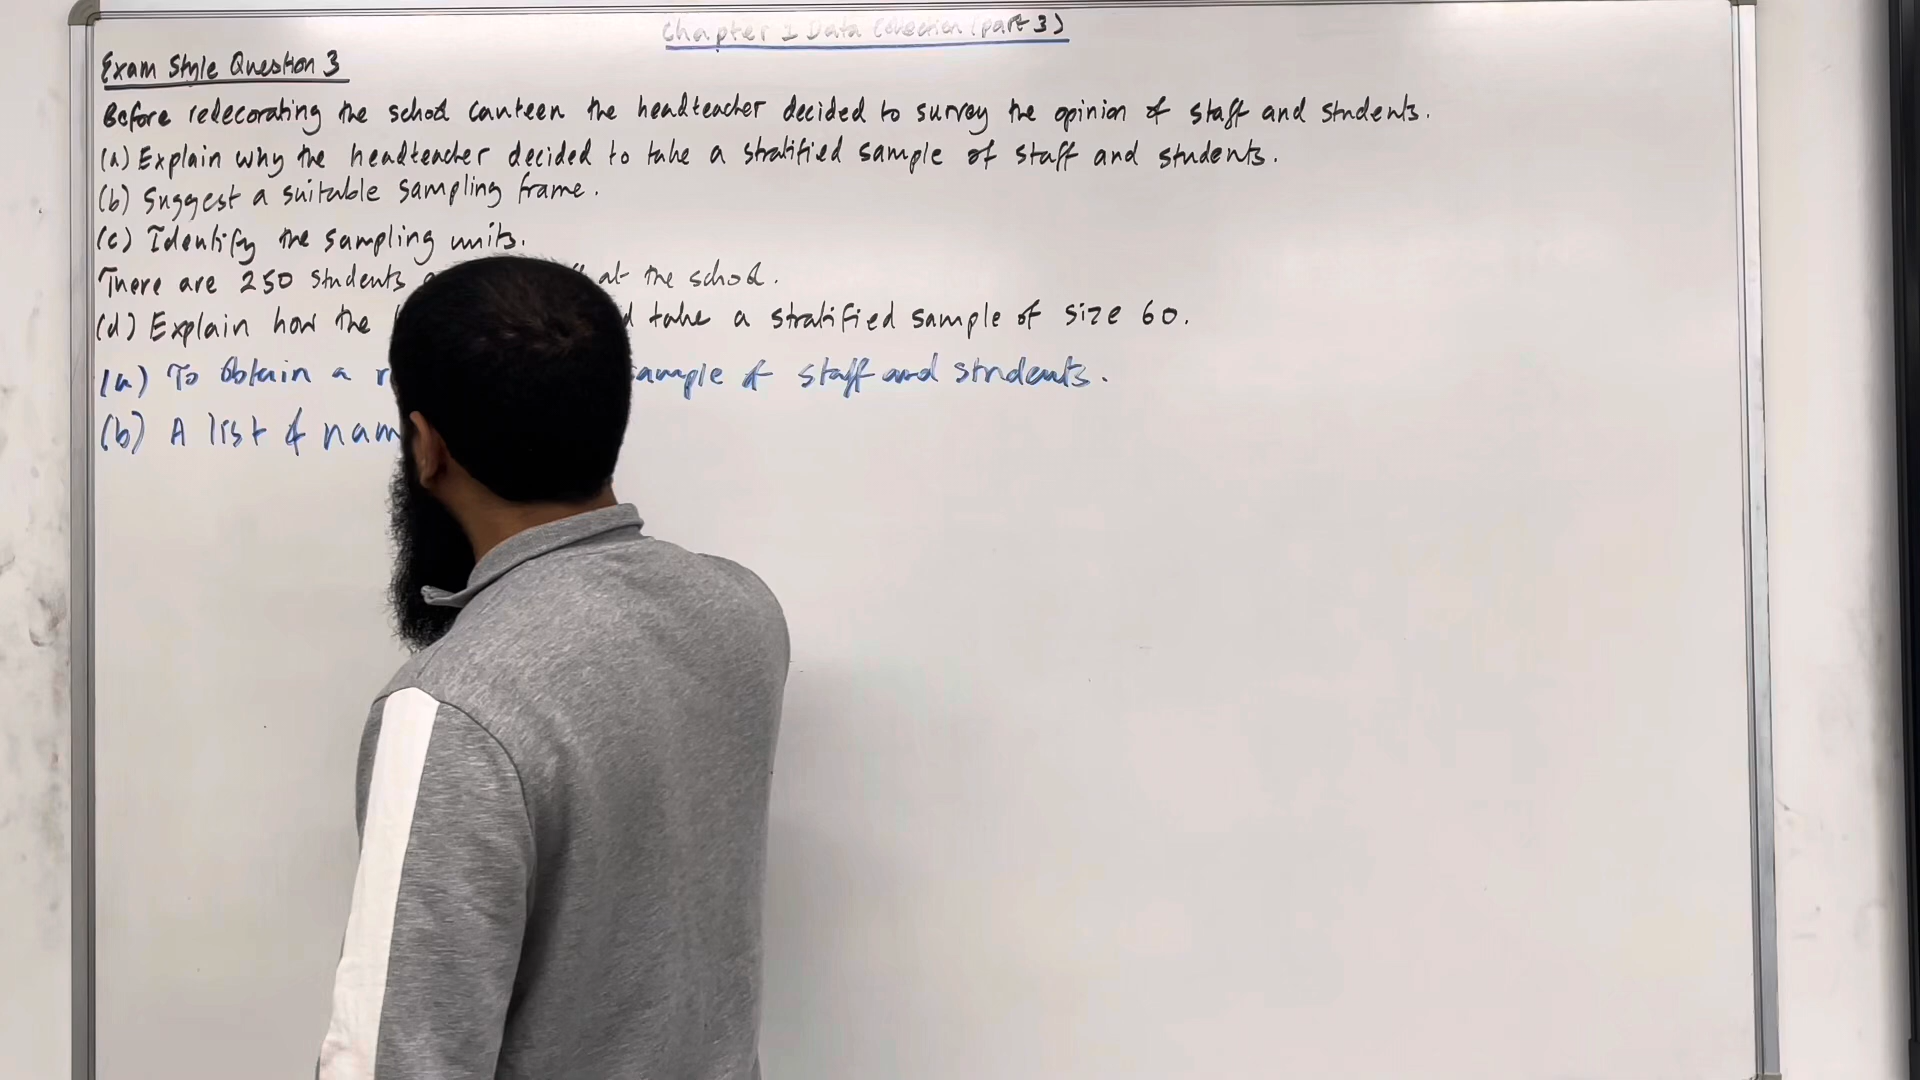 Chapter 1 Data Collection (part 3)
Exam Style Question 3
Before redecorating the school canteen the headteacher decided to survey the opinion of staff and students.
(a) Explain why the headteacher decided to take a stratified sample of staff and students.
(b) Suggest a suitable sampling frame.
(c) Identify the sampling units.
There are 250 students at the school.
(d) Explain how the take a stratified sample of size 60.
(a) To obtain a sample of staff and students.
(b) A list of